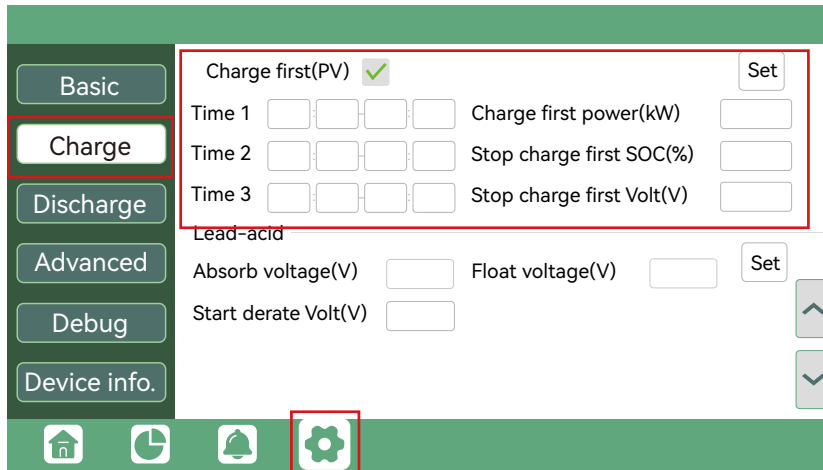 Basic
Charge
Discharge
Advanced
Debug
Device info.
Charge first(PV)
Set
Time 1 : - : Charge first power(kW)
Time 2 : - : Stop charge first SOC(%)
Time 3 : - : Stop charge first Volt(V)
Lead-acid
Absorb voltage(V) Float voltage(V) Set
Start derate Volt(V)